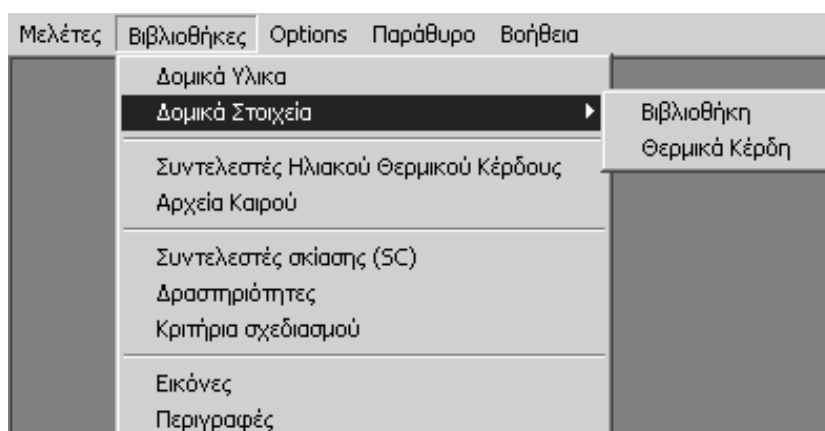 Μελέτες Βιβλιοθήκες Options Παράθυρο Βοήθεια
Δομικά Υλικα
Δομικά Στοιχεία
Βιβλιοθήκη
Θερμικά Κέρδη
Συντελεστές Ηλιακού Θερμικού Κέρδους
Αρχεία Καιρού
Συντελεστές σκίασης (SC)
Δραστηριότητες
Κριτήρια σχεδιασμού
Εικόνες
Περιγραφές